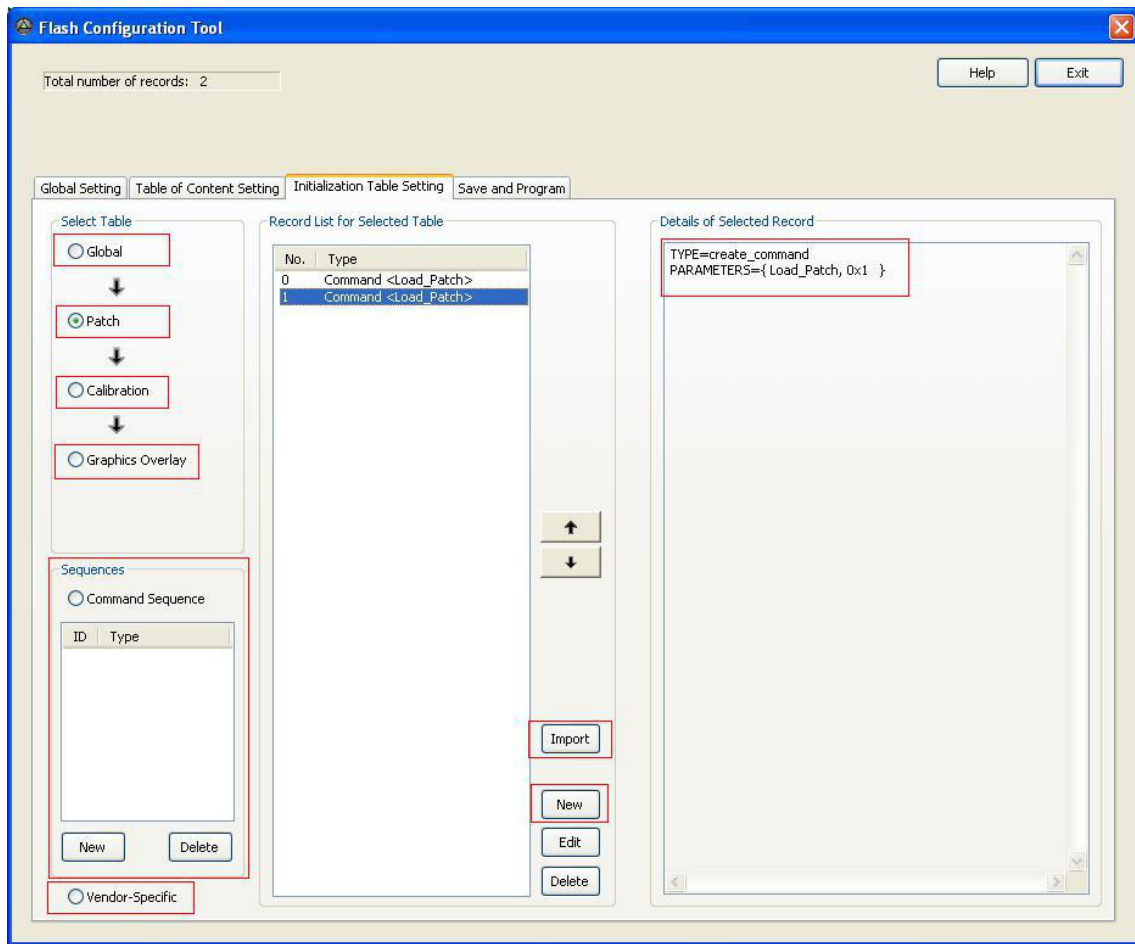 Flash Configuration Tool
Total number of records: 2
Help
Exit
Global Setting
Table of Content Setting
Initialization Table Setting
Save and Program
Select Table
Global
Patch
Calibration
Graphics Overlay
Sequences
Command Sequence
ID Type
New
Delete
Vendor-Specific
Record List for Selected Table
No. Type
0 Command <Load_Patch>
1 Command <Load_Patch>
Import
New
Edit
Delete
Details of Selected Record
TYPE=create_command
PARAMETERS={ Load_Patch, 0x1 }